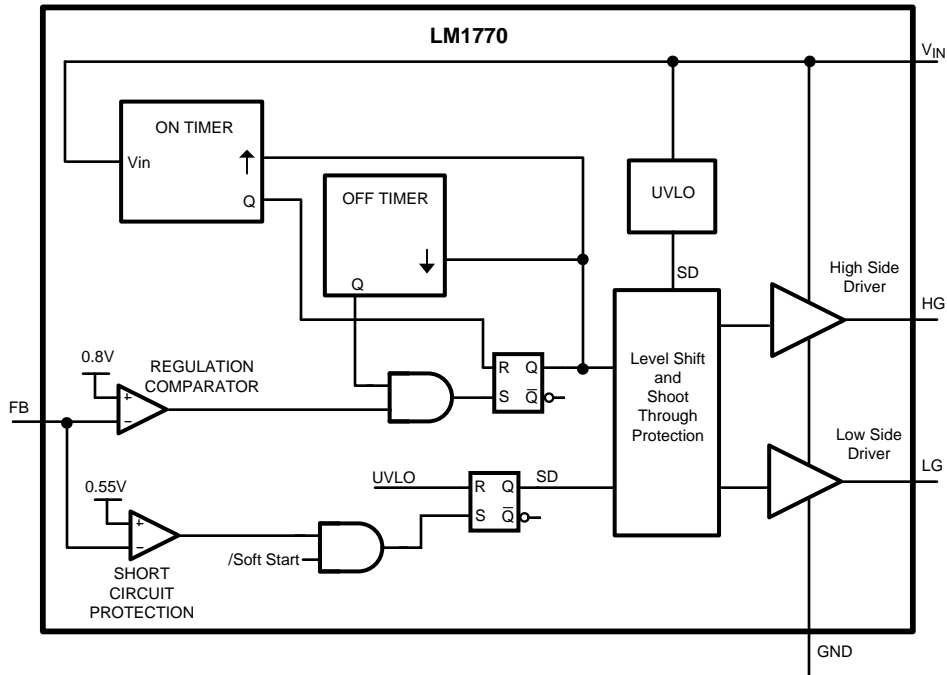 LM1770
VIN
ON TIMER
Vin
Q
OFF TIMER
Q
UVLO
SD
High Side
Driver
HG
0.8V
REGULATION
COMPARATOR
+
−
FB
R Q
S Q̅
Level Shift
and
Shoot
Through
Protection
Low Side
Driver
LG
0.55V
+
−
UVLO
R Q
S Q̅
SD
/Soft Start
SHORT
CIRCUIT
PROTECTION
GND